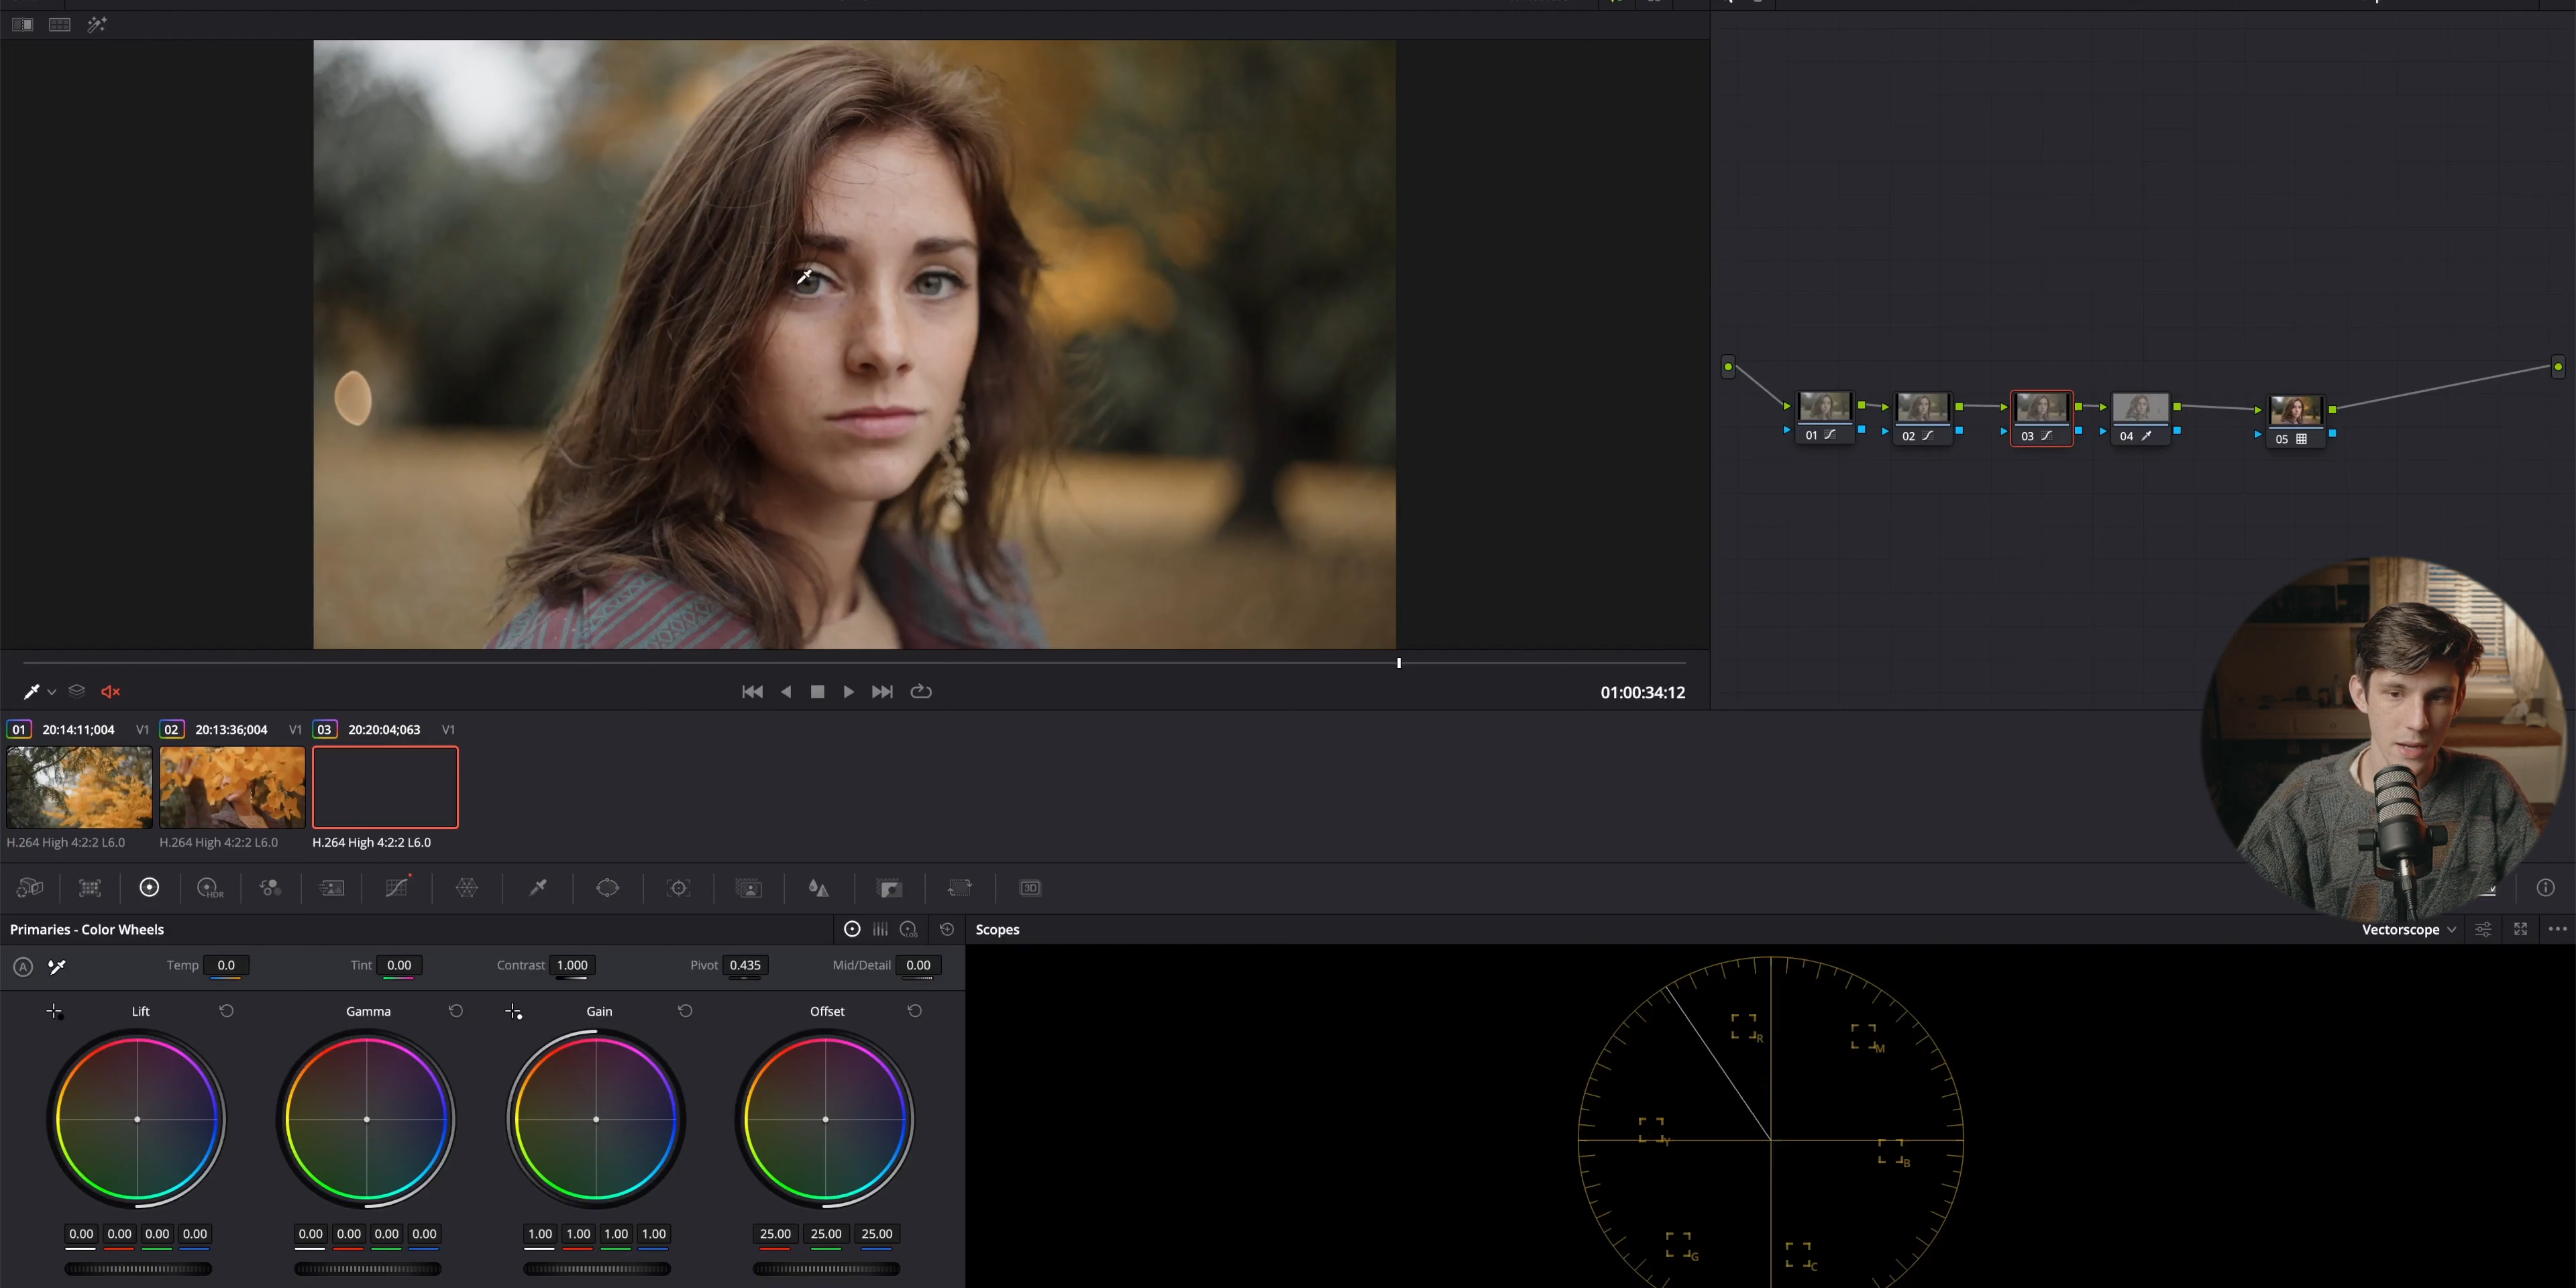 01 02 03 04 05
01:00:34:12
01 20:14:11;004 V1 02 20:13:36;004 V1 03 20:20:04;063 V1
H.264 High 4:2:2 L6.0 H.264 High 4:2:2 L6.0 H.264 High 4:2:2 L6.0
HDR 3D
Primaries - Color Wheels LOG Scopes Vectorscope
A Temp 0.0 Tint 0.00 Contrast 1.000 Pivot 0.435 Mid/Detail 0.00
Lift Gamma Gain Offset
R M
Y B
0.00 0.00 0.00 0.00 0.00 0.00 0.00 0.00 1.00 1.00 1.00 1.00 25.00 25.00 25.00
G C